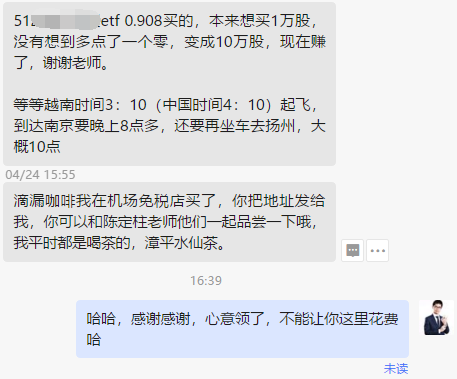 51 etf 0.908买的，本来想买1万股，
没有想到多点了一个零，变成10万股，现在赚
了，谢谢老师。
等等越南时间3：10（中国时间4：10）起飞，
到达南京要晚上8点多，还要再坐车去扬州，大
概10点
04/24 15:55
滴漏咖啡我在机场免税店买了，你把地址发给
我，你可以和陈定柱老师他们一起品尝一下哦，
我平时都是喝茶的，漳平水仙茶。
16:39
哈哈，感谢感谢，心意领了，不能让你这里花费
哈
未读